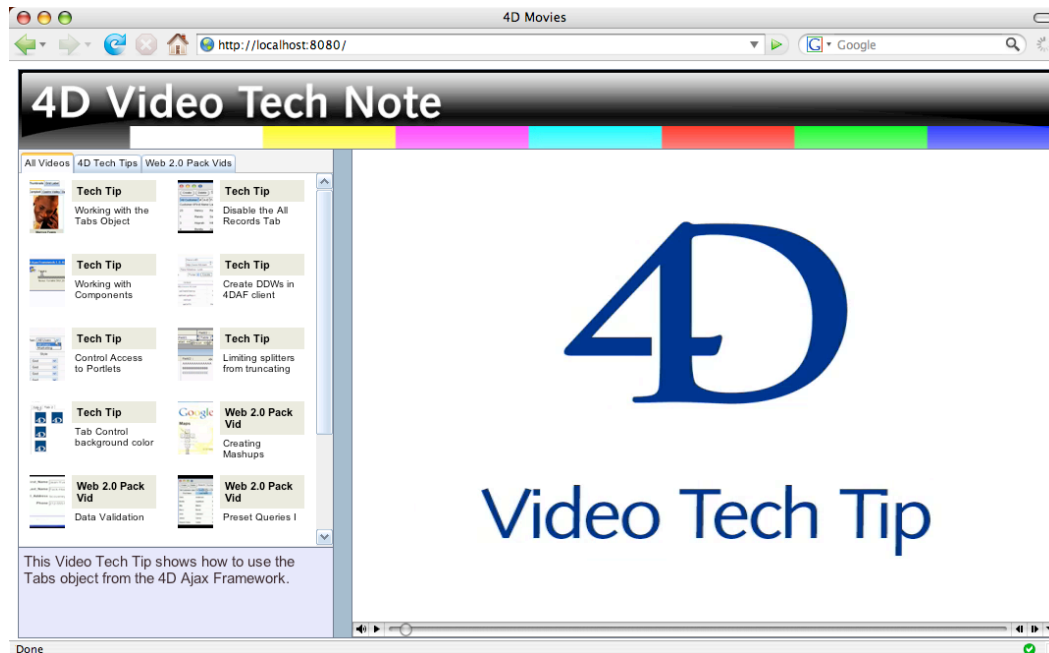 4D Movies
http://localhost:8080/
Google
4D Video Tech Note
All Videos
4D Tech Tips
Web 2.0 Pack Vids
Tech Tip
Working with the
Tabs Object
Tech Tip
Disable the All
Records Tab
Tech Tip
Working with
Components
Tech Tip
Create DDWs in
4DAF client
Tech Tip
Control Access
to Portlets
Tech Tip
Limiting splitters
from truncating
Tech Tip
Tab Control
background color
Google
Web 2.0 Pack
Vid
Creating
Mashups
Web 2.0 Pack
Vid
Data Validation
Web 2.0 Pack
Vid
Preset Queries I
This Video Tech Tip shows how to use the
Tabs object from the 4D Ajax Framework.
4D
Video Tech Tip
Done